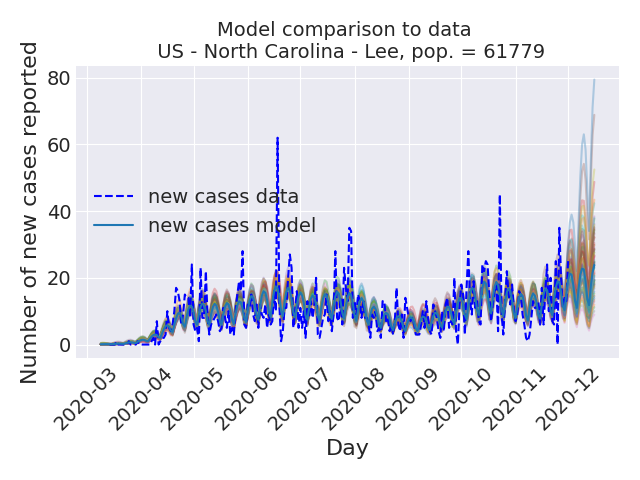 Model comparison to data
US - North Carolina - Lee, pop. = 61779
Number of new cases reported
80
60
40
20
0
new cases data
new cases model
2020-03
2020-04
2020-05
2020-06
2020-07
2020-08
2020-09
2020-10
2020-11
2020-12
Day